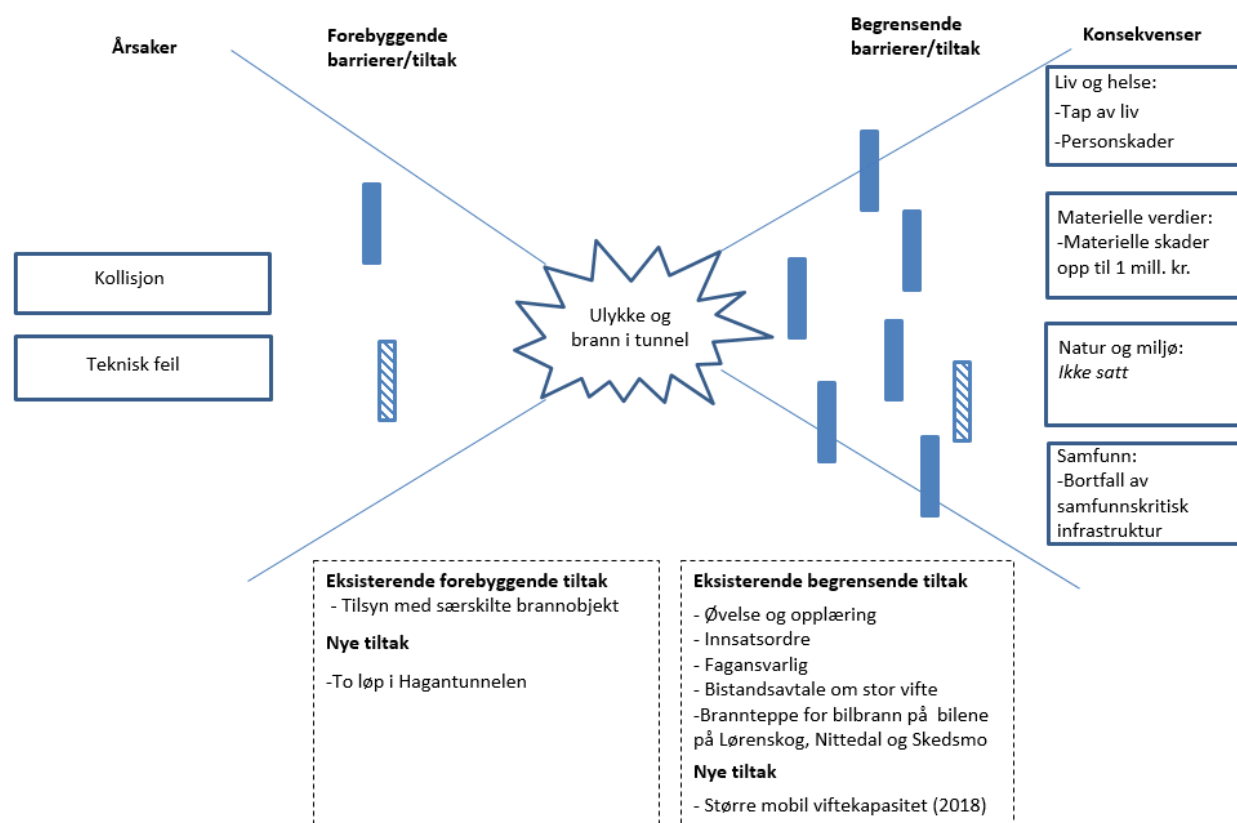 Årsaker
Forebyggende
barrierer/tiltak
Begrensende
barrierer/tiltak
Konsekvenser
Kollisjon
Teknisk feil
Ulykke og
brann i tunnel
Liv og helse:
-Tap av liv
-Personskader
Materielle verdier:
-Materielle skader
opp til 1 mill. kr.
Natur og miljø:
Ikke satt
Samfunn:
-Bortfall av
samfunnskritisk
infrastruktur
Eksisterende forebyggende tiltak
- Tilsyn med særskilte brannobjekt
Nye tiltak
-To løp i Hagantunnelen
Eksisterende begrensende tiltak
- Øvelse og opplæring
- Innsatsordre
- Fagansvarlig
- Bistandsavtale om stor vifte
-Brannteppe for bilbrann på bilene
på Lørenskog, Nittedal og Skedsmo
Nye tiltak
- Større mobil viftekapasitet (2018)